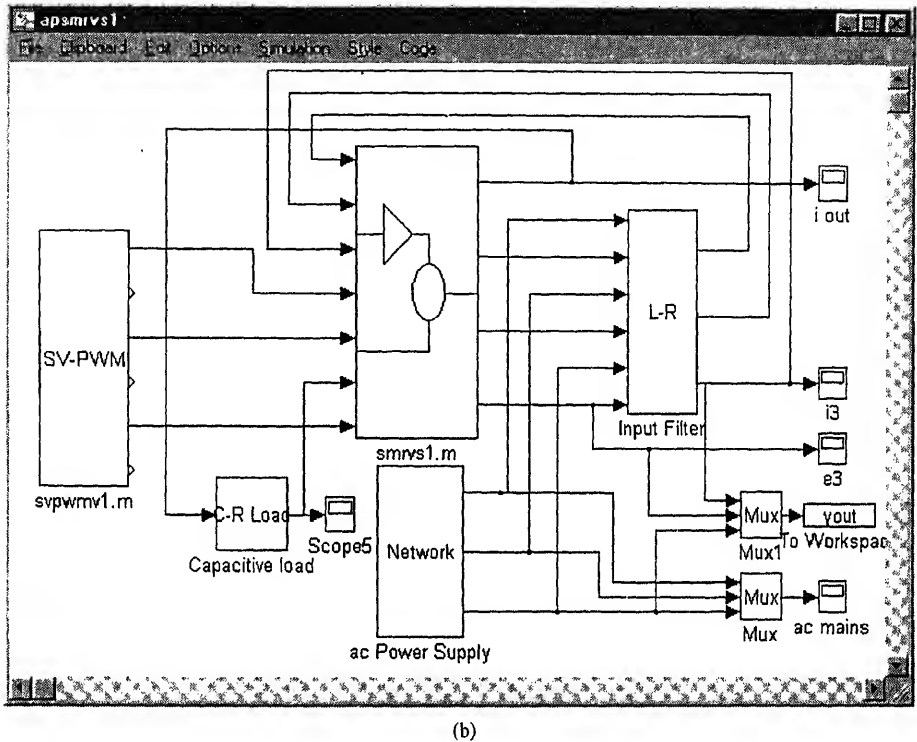 apsmrvs1
File Clipboard Edit Options Simulation Style Code
i out
L-R
SV-PWM
i3
Input Filter
smrvs1.m
e3
svpwmv1.m
C-R Load
Scope5
Mux
yout
Network
Mux1
To Workspac
Capacitive load
Mux
ac Power Supply
Mux
ac mains
(b)